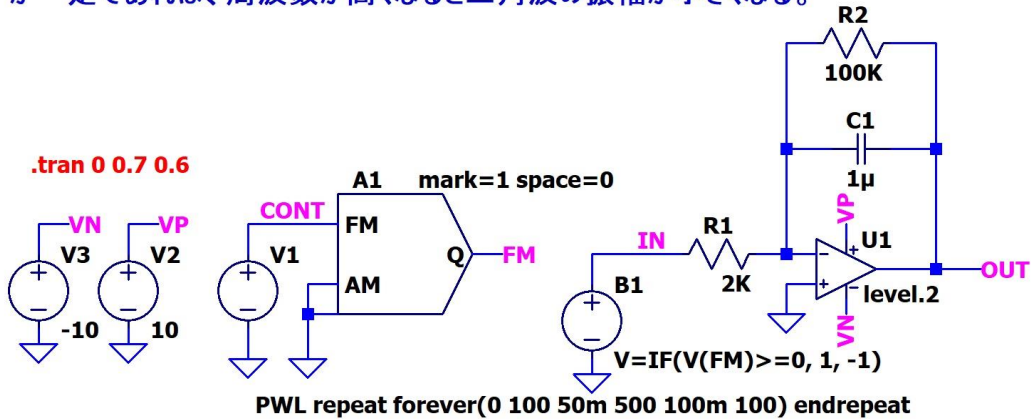 R2
100K
C1
1µ
.tran 0 0.7 0.6
A1 mark=1 space=0
VN
VP
CONT
FM
V3
V2
V1
Q
FM
AM
-10
10
IN
R1
2K
B1
VP
U1
OUT
level.2
VN
V=IF(V(FM)>=0, 1, -1)
PWL repeat forever(0 100 50m 500 100m 100) endrepeat